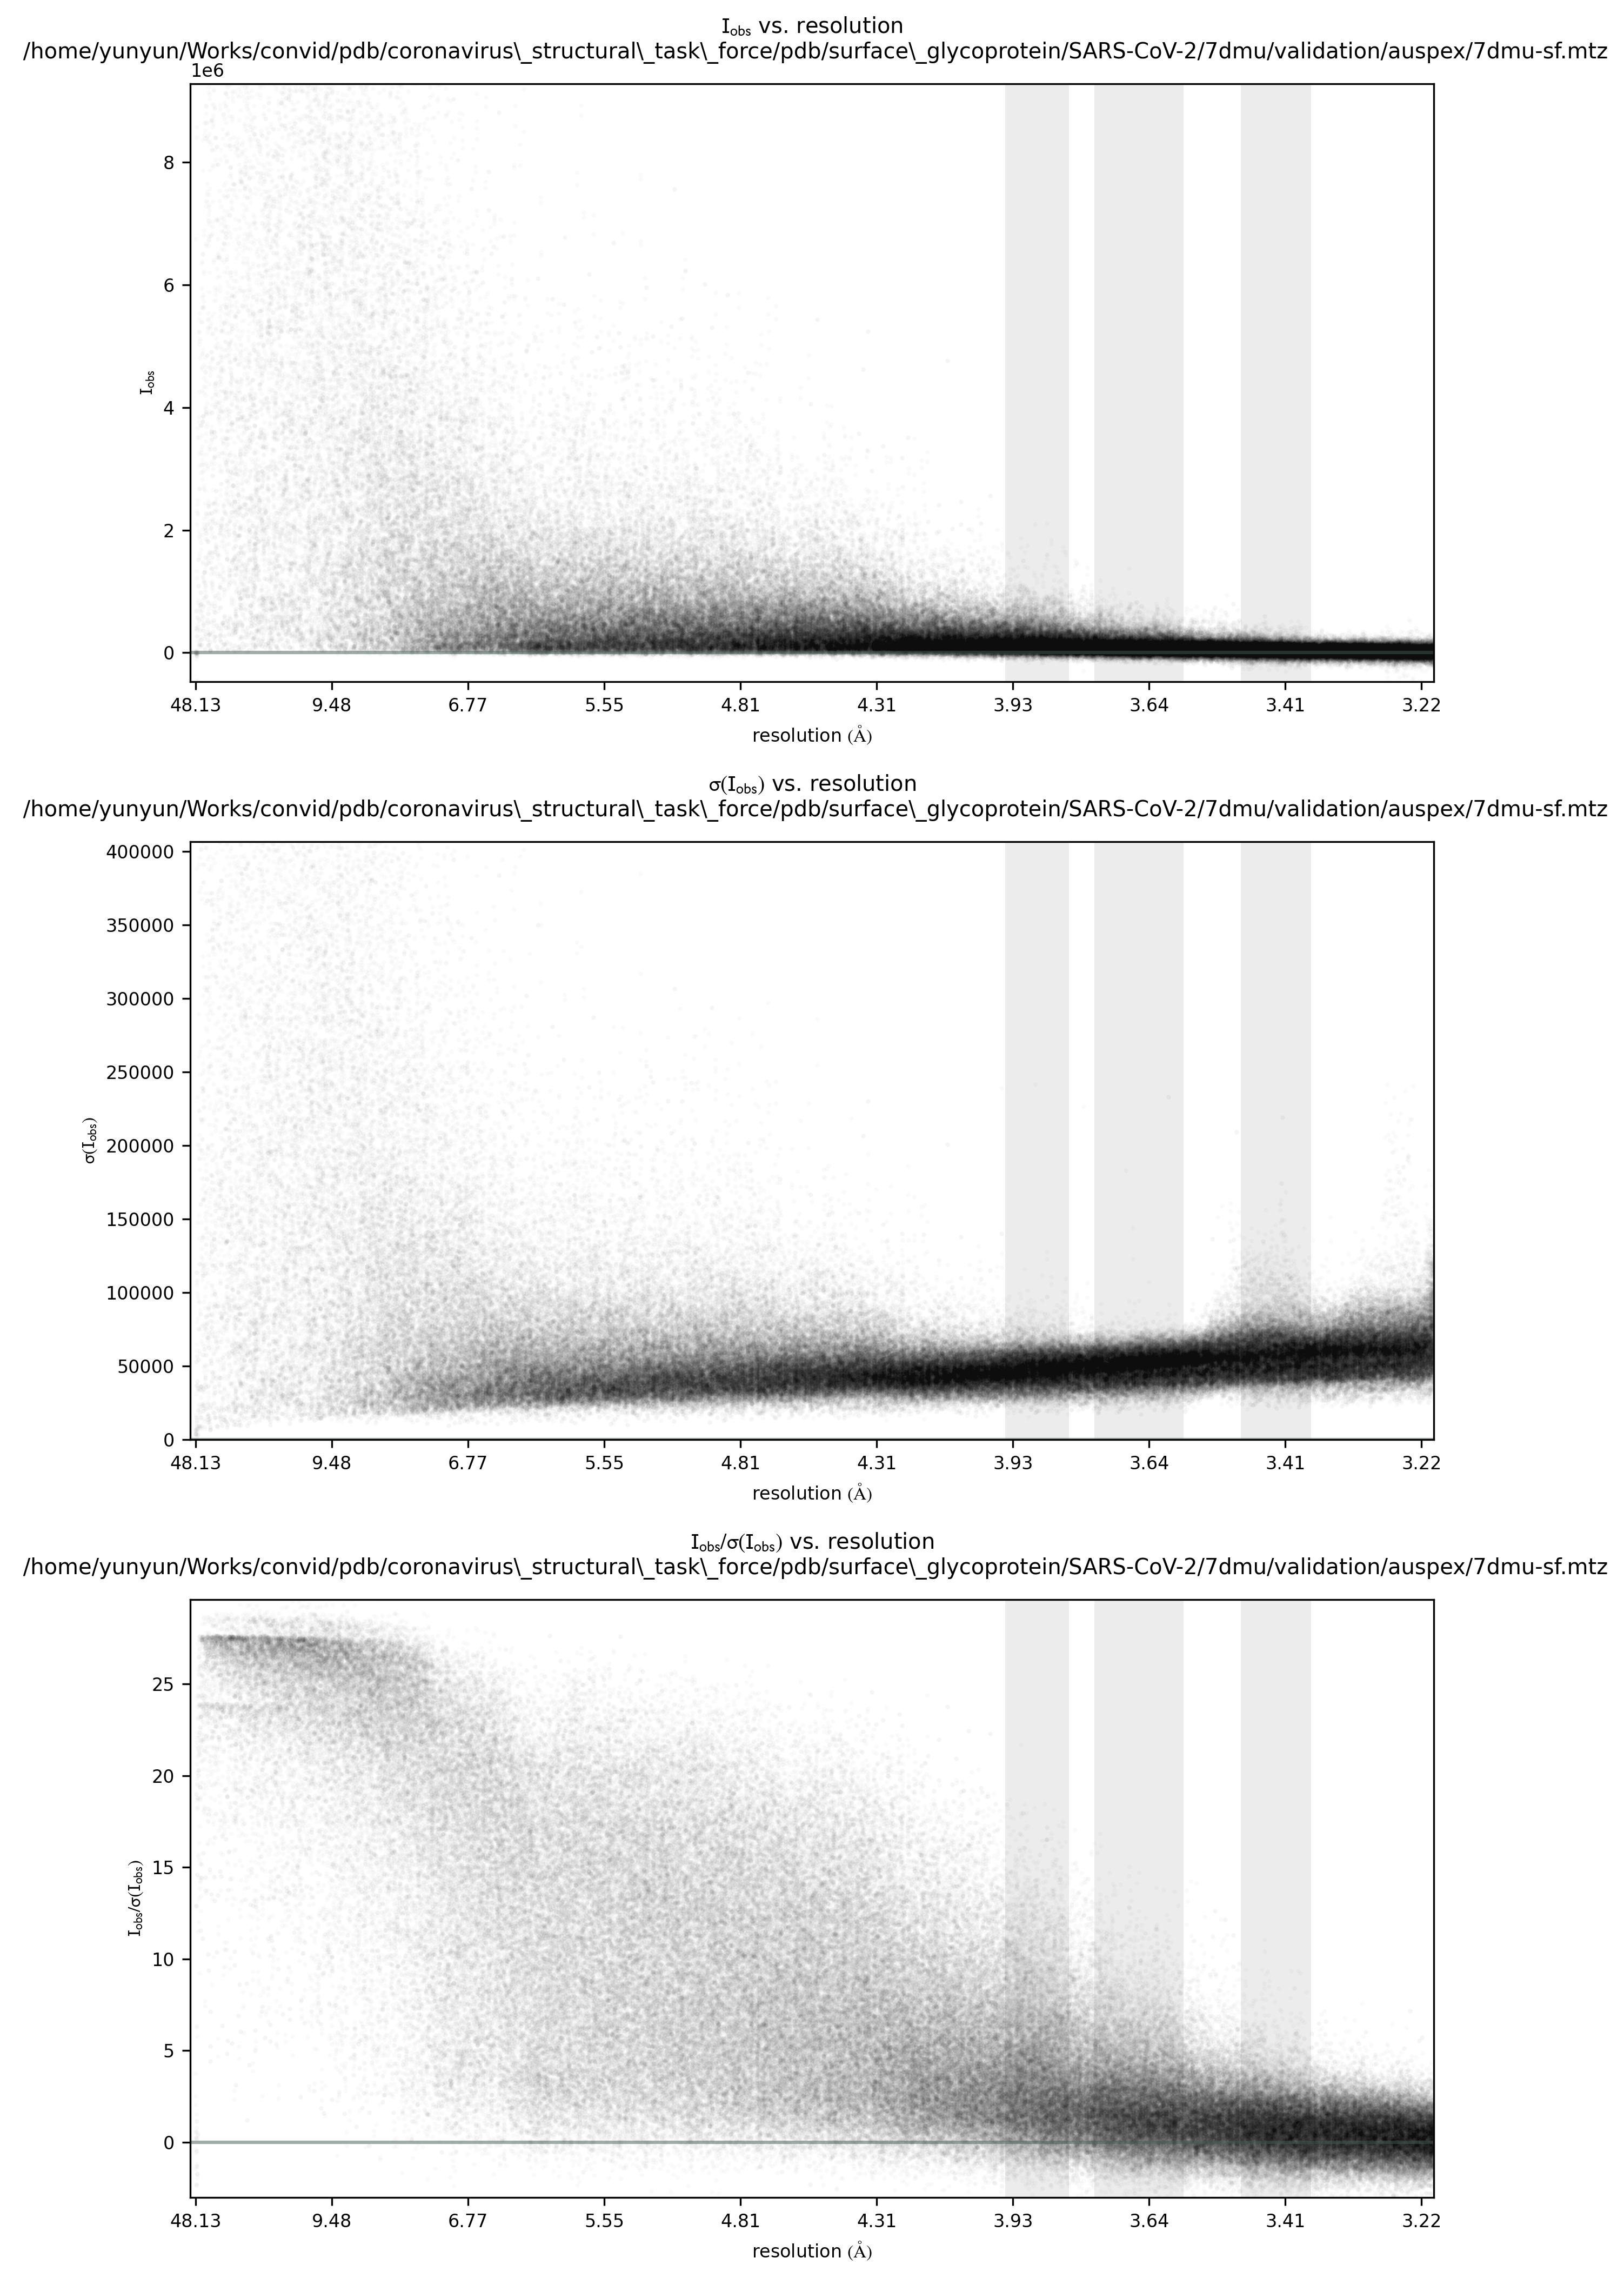 Iobs vs. resolution
/home/yunyun/Works/convid/pdb/coronavirus\_structural\_task\_force/pdb/surface\_glycoprotein/SARS-CoV-2/7dmu/validation/auspex/7dmu-sf.mtz
1e6
8
6
4
2
0
Iobs
48.13 9.48 6.77 5.55 4.81 4.31 3.93 3.64 3.41 3.22
resolution (Å)
σ(Iobs) vs. resolution
/home/yunyun/Works/convid/pdb/coronavirus\_structural\_task\_force/pdb/surface\_glycoprotein/SARS-CoV-2/7dmu/validation/auspex/7dmu-sf.mtz
400000
350000
300000
250000
200000
150000
100000
50000
0
σ(Iobs)
48.13 9.48 6.77 5.55 4.81 4.31 3.93 3.64 3.41 3.22
resolution (Å)
Iobs/σ(Iobs) vs. resolution
/home/yunyun/Works/convid/pdb/coronavirus\_structural\_task\_force/pdb/surface\_glycoprotein/SARS-CoV-2/7dmu/validation/auspex/7dmu-sf.mtz
25
20
15
10
5
0
Iobs/σ(Iobs)
48.13 9.48 6.77 5.55 4.81 4.31 3.93 3.64 3.41 3.22
resolution (Å)